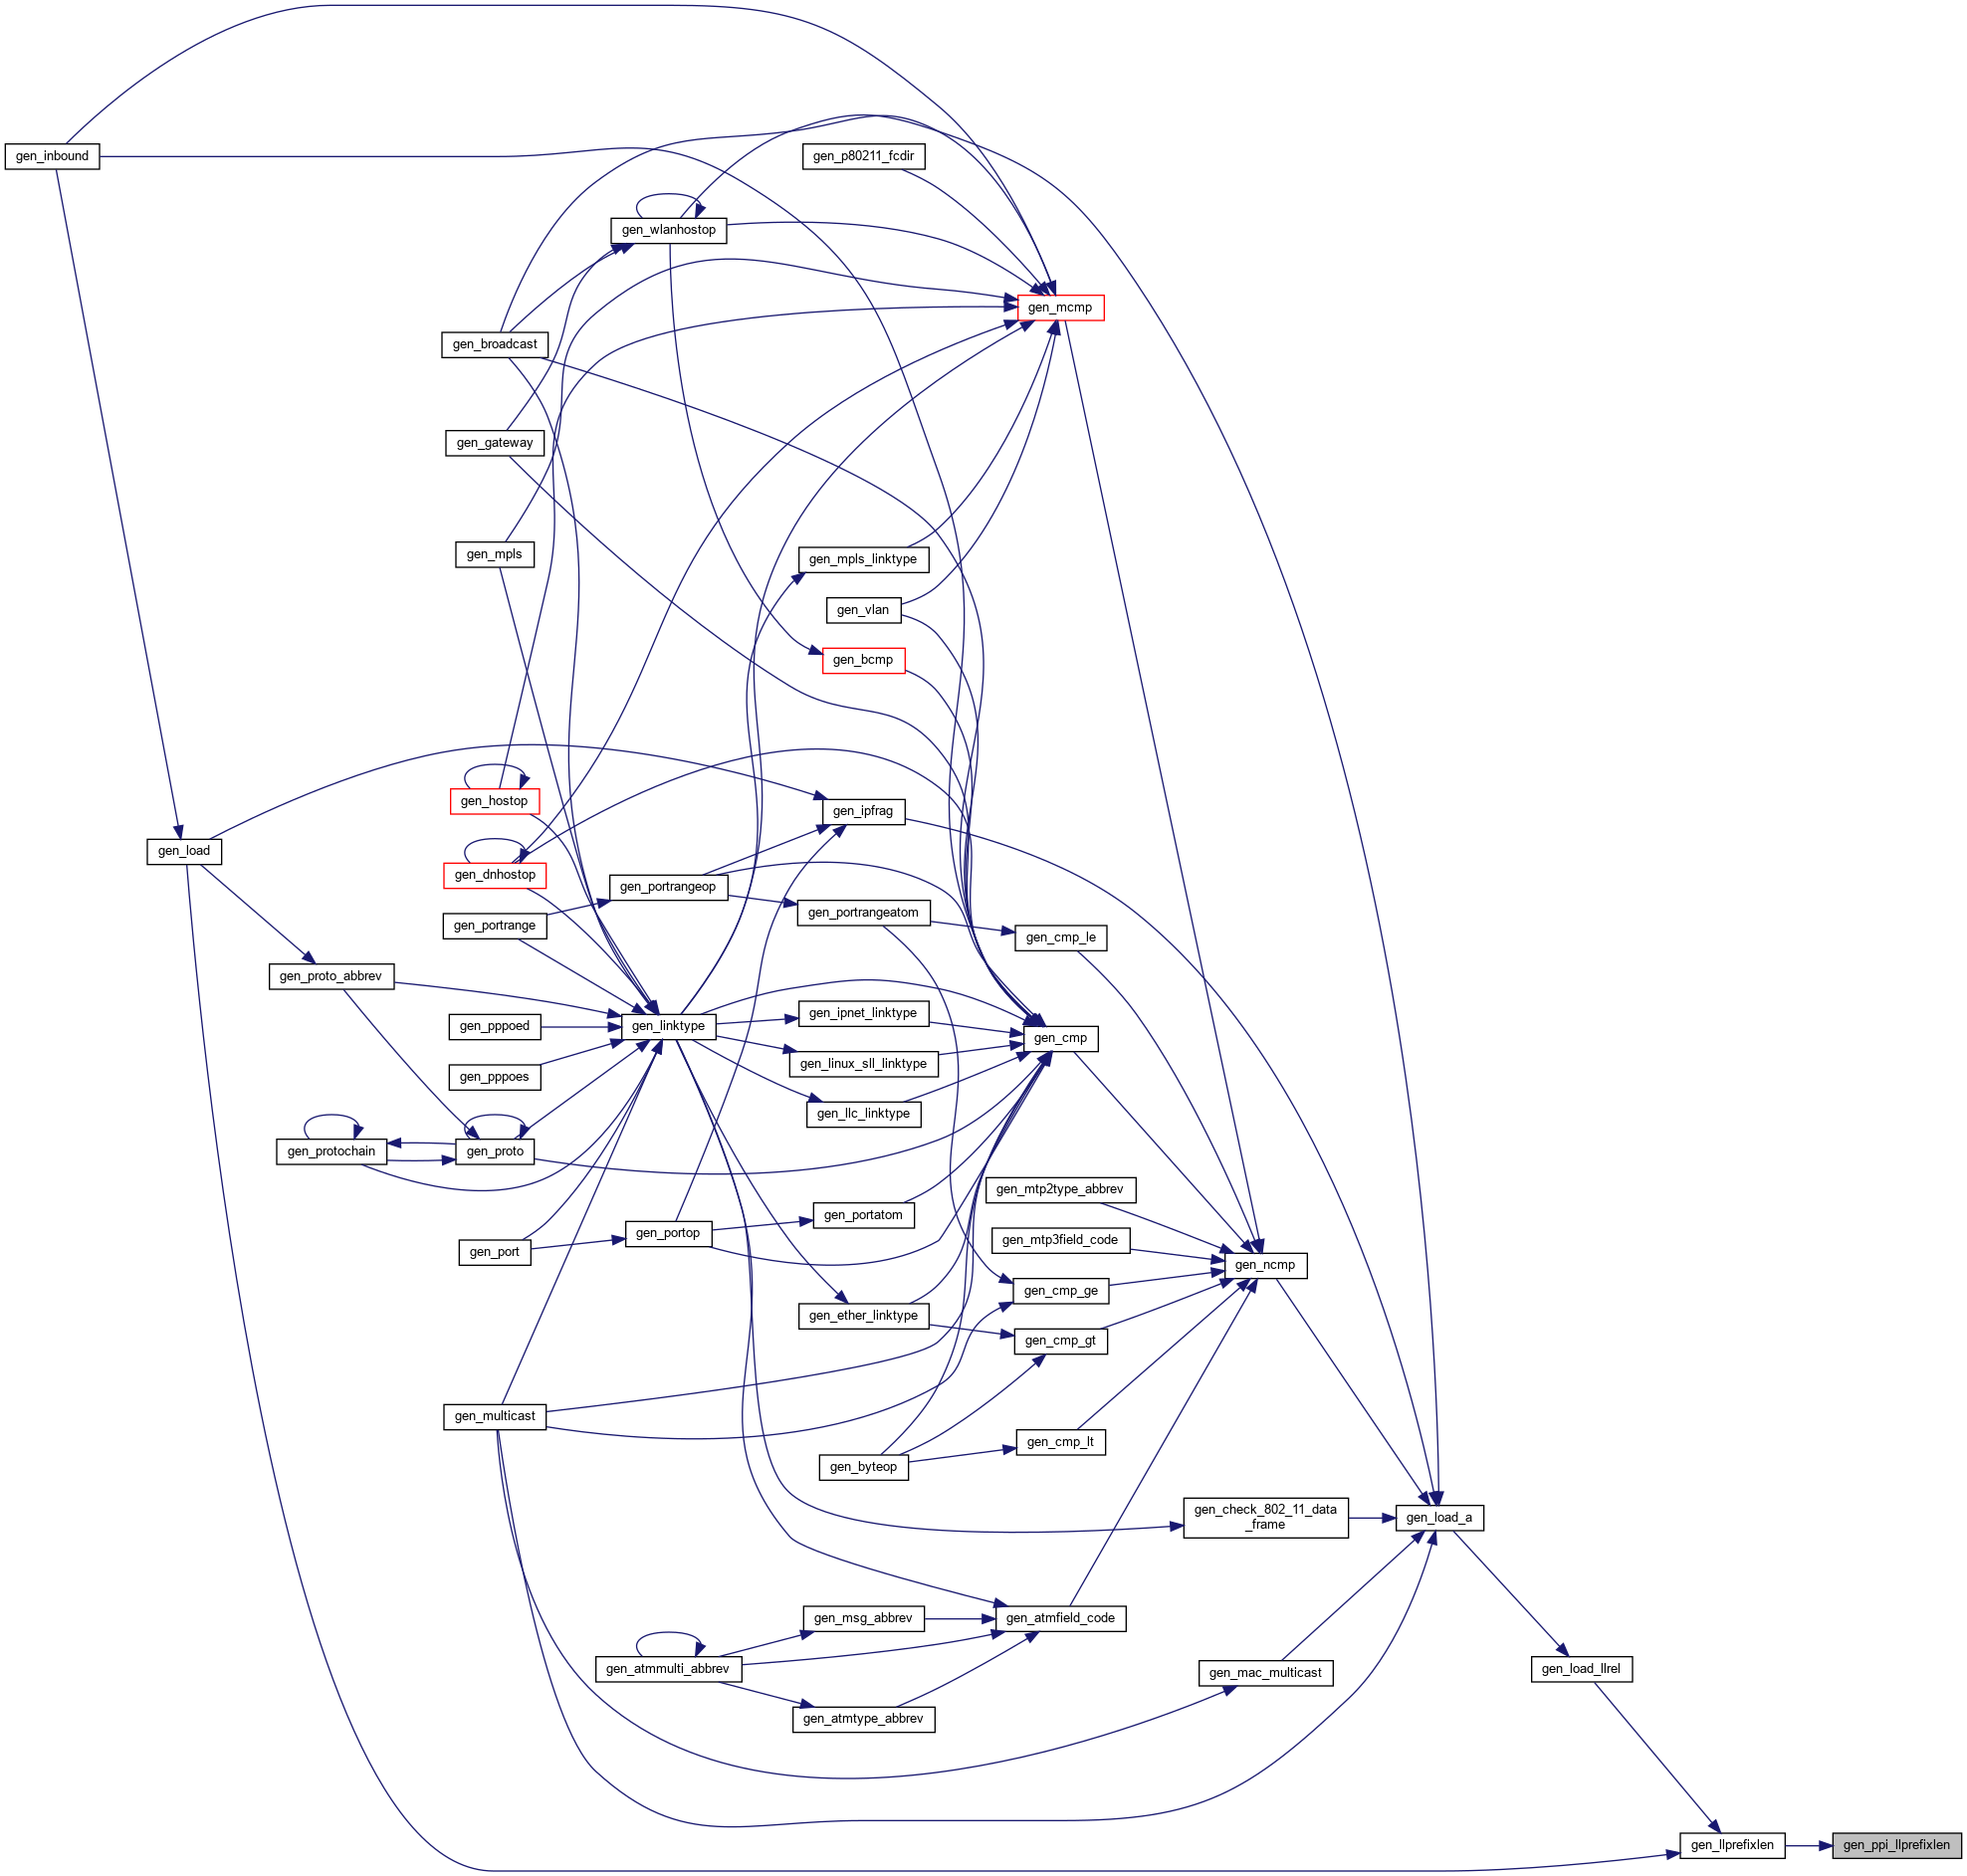 gen_inbound
gen_p80211_fcdir
gen_wlanhostop
gen_mcmp
gen_broadcast
gen_gateway
gen_mpls
gen_mpls_linktype
gen_vlan
gen_bcmp
gen_hostop
gen_ipfrag
gen_load
gen_dnhostop
gen_portrangeop
gen_portrangeatom
gen_portrange
gen_cmp_le
gen_proto_abbrev
gen_ipnet_linktype
gen_pppoed
gen_linktype
gen_cmp
gen_linux_sll_linktype
gen_pppoes
gen_llc_linktype
gen_protochain
gen_proto
gen_mtp2type_abbrev
gen_portatom
gen_portop
gen_mtp3field_code
gen_port
gen_ncmp
gen_cmp_ge
gen_ether_linktype
gen_cmp_gt
gen_multicast
gen_cmp_lt
gen_byteop
gen_check_802_11_data
_frame
gen_load_a
gen_msg_abbrev
gen_atmfield_code
gen_atmmulti_abbrev
gen_mac_multicast
gen_load_llrel
gen_atmtype_abbrev
gen_llprefixlen
gen_ppi_llprefixlen